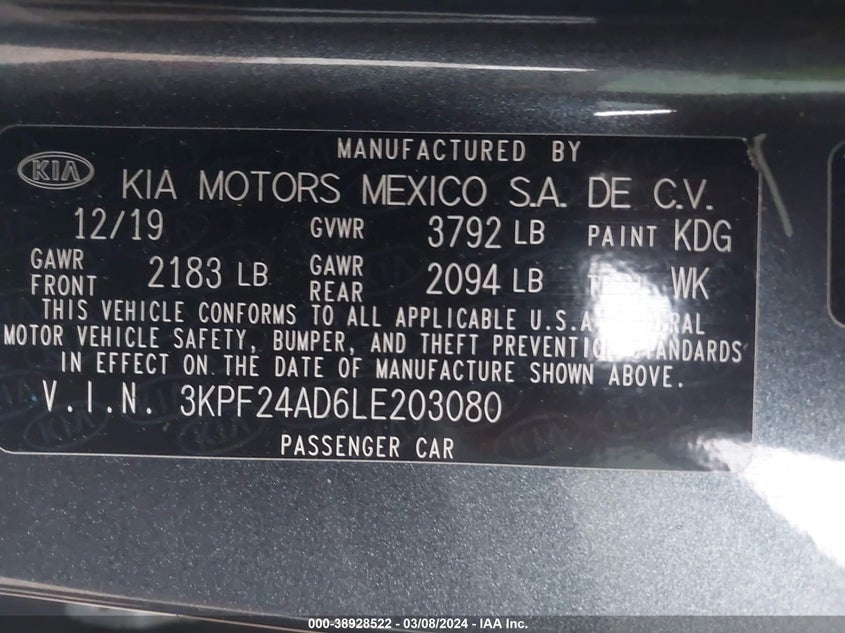 MANUFACTURED BY
KIA KIA MOTORS MEXICO S.A. DE C.V.
12/19 GVWR 3792 LB PAINT KDG
GAWR FRONT 2183 LB GAWR REAR 2094 LB WK
THIS VEHICLE CONFORMS TO ALL APPLICABLE U.S.A.
MOTOR VEHICLE SAFETY, BUMPER, AND THEFT PREVENTION STANDARDS
IN EFFECT ON THE DATE OF MANUFACTURE SHOWN ABOVE.
V.I.N. 3KPF24AD6LE203080
PASSENGER CAR
000-38928522 - 03/08/2024 - IAA Inc.